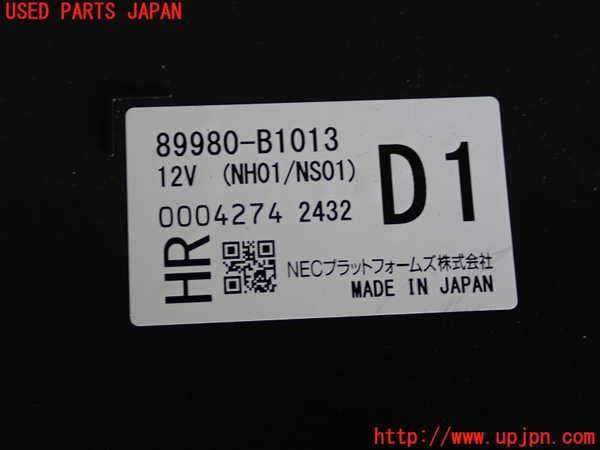 USED PARTS JAPAN
89980-B1013
12V (NH01/NS01)
D1
0004274 2432
HR
NECプラットフォームズ株式会社
MADE IN JAPAN
http://www.upjpn.com/